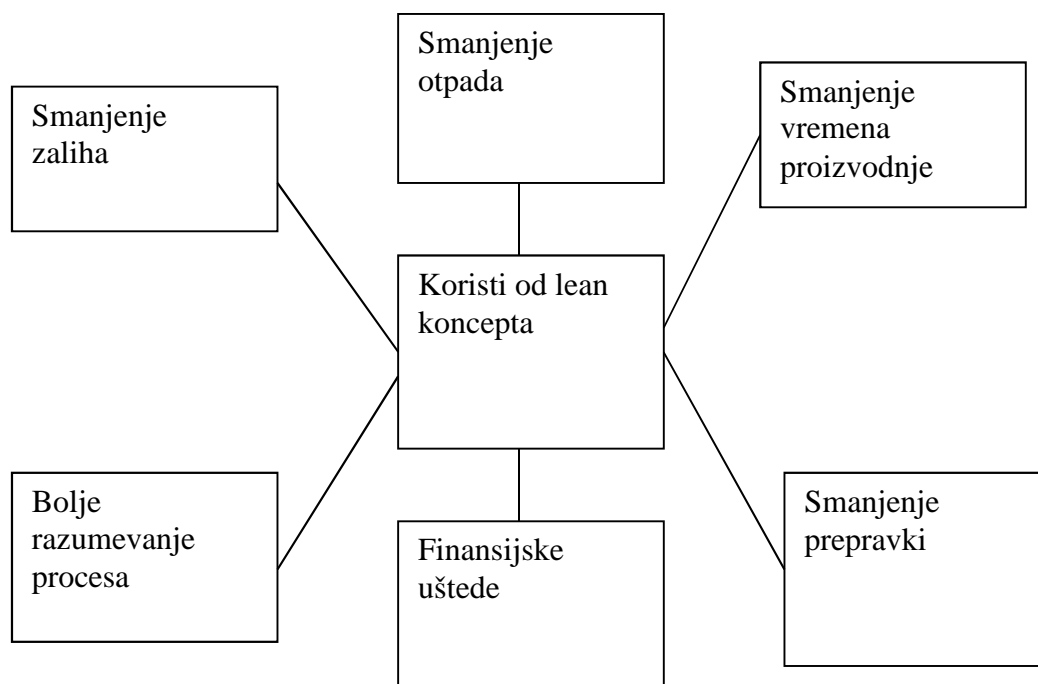 Smanjenje
otpada
Smanjenje
zaliha
Smanjenje
vremena
proizvodnje
Koristi od lean
koncepta
Bolje
razumevanje
procesa
Finansijske
uštede
Smanjenje
prepravki